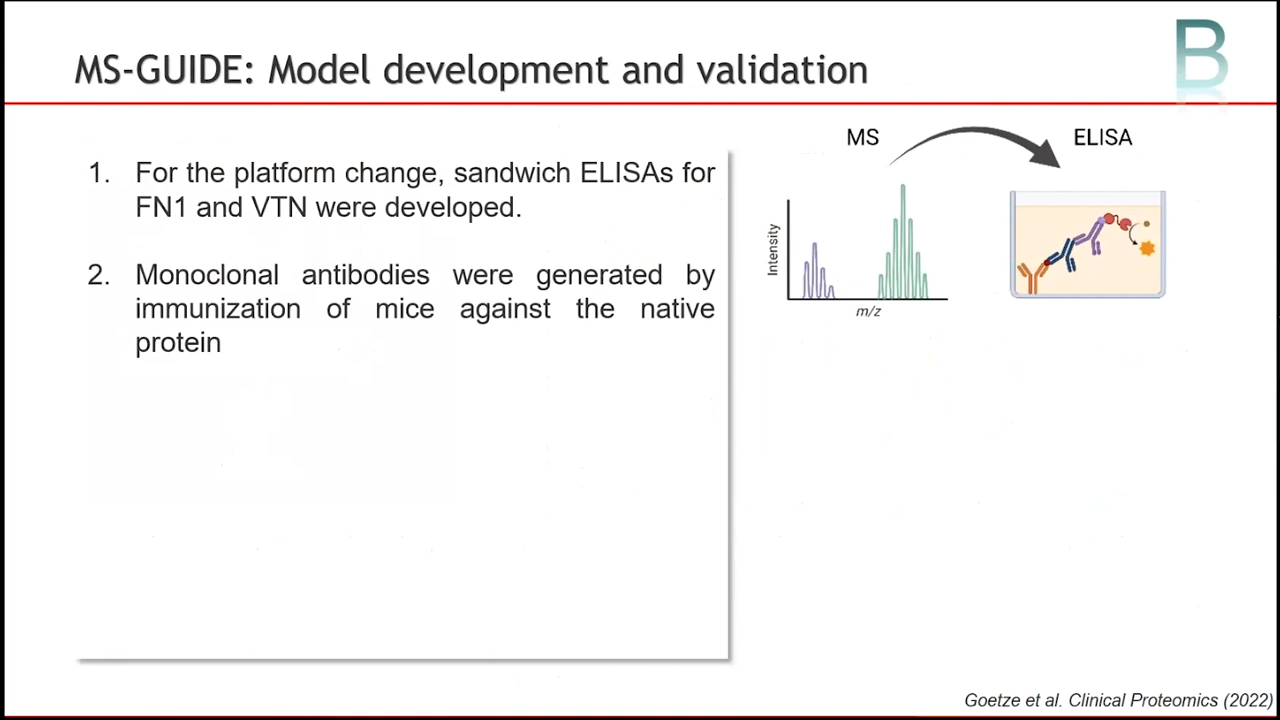 MS-GUIDE: Model development and validation
B
1. For the platform change, sandwich ELISAs for
FN1 and VTN were developed.
2. Monoclonal antibodies were generated by
immunization of mice against the native
protein
MS
ELISA
Intensity
m/z
Goetze et al. Clinical Proteomics (2022)